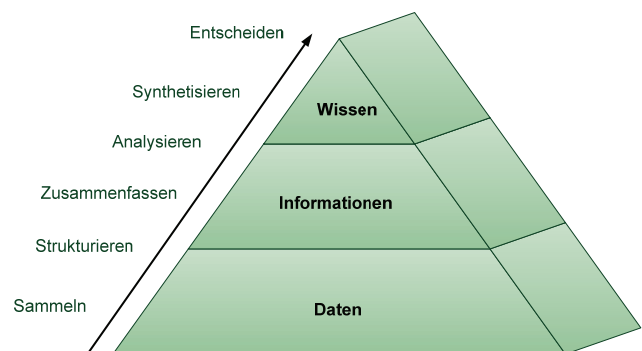 Entscheiden
Synthetisieren
Wissen
Analysieren
Zusammenfassen
Informationen
Strukturieren
Sammeln
Daten